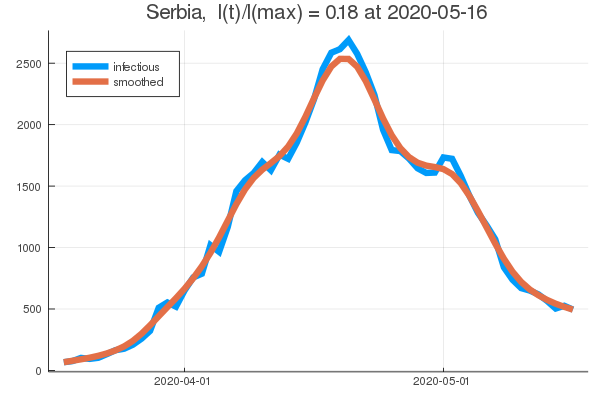 Serbia,  I(t)/I(max) = 0.18 at 2020-05-16
infectious
smoothed
2500
2000
1500
1000
500
0
2020-04-01
2020-05-01